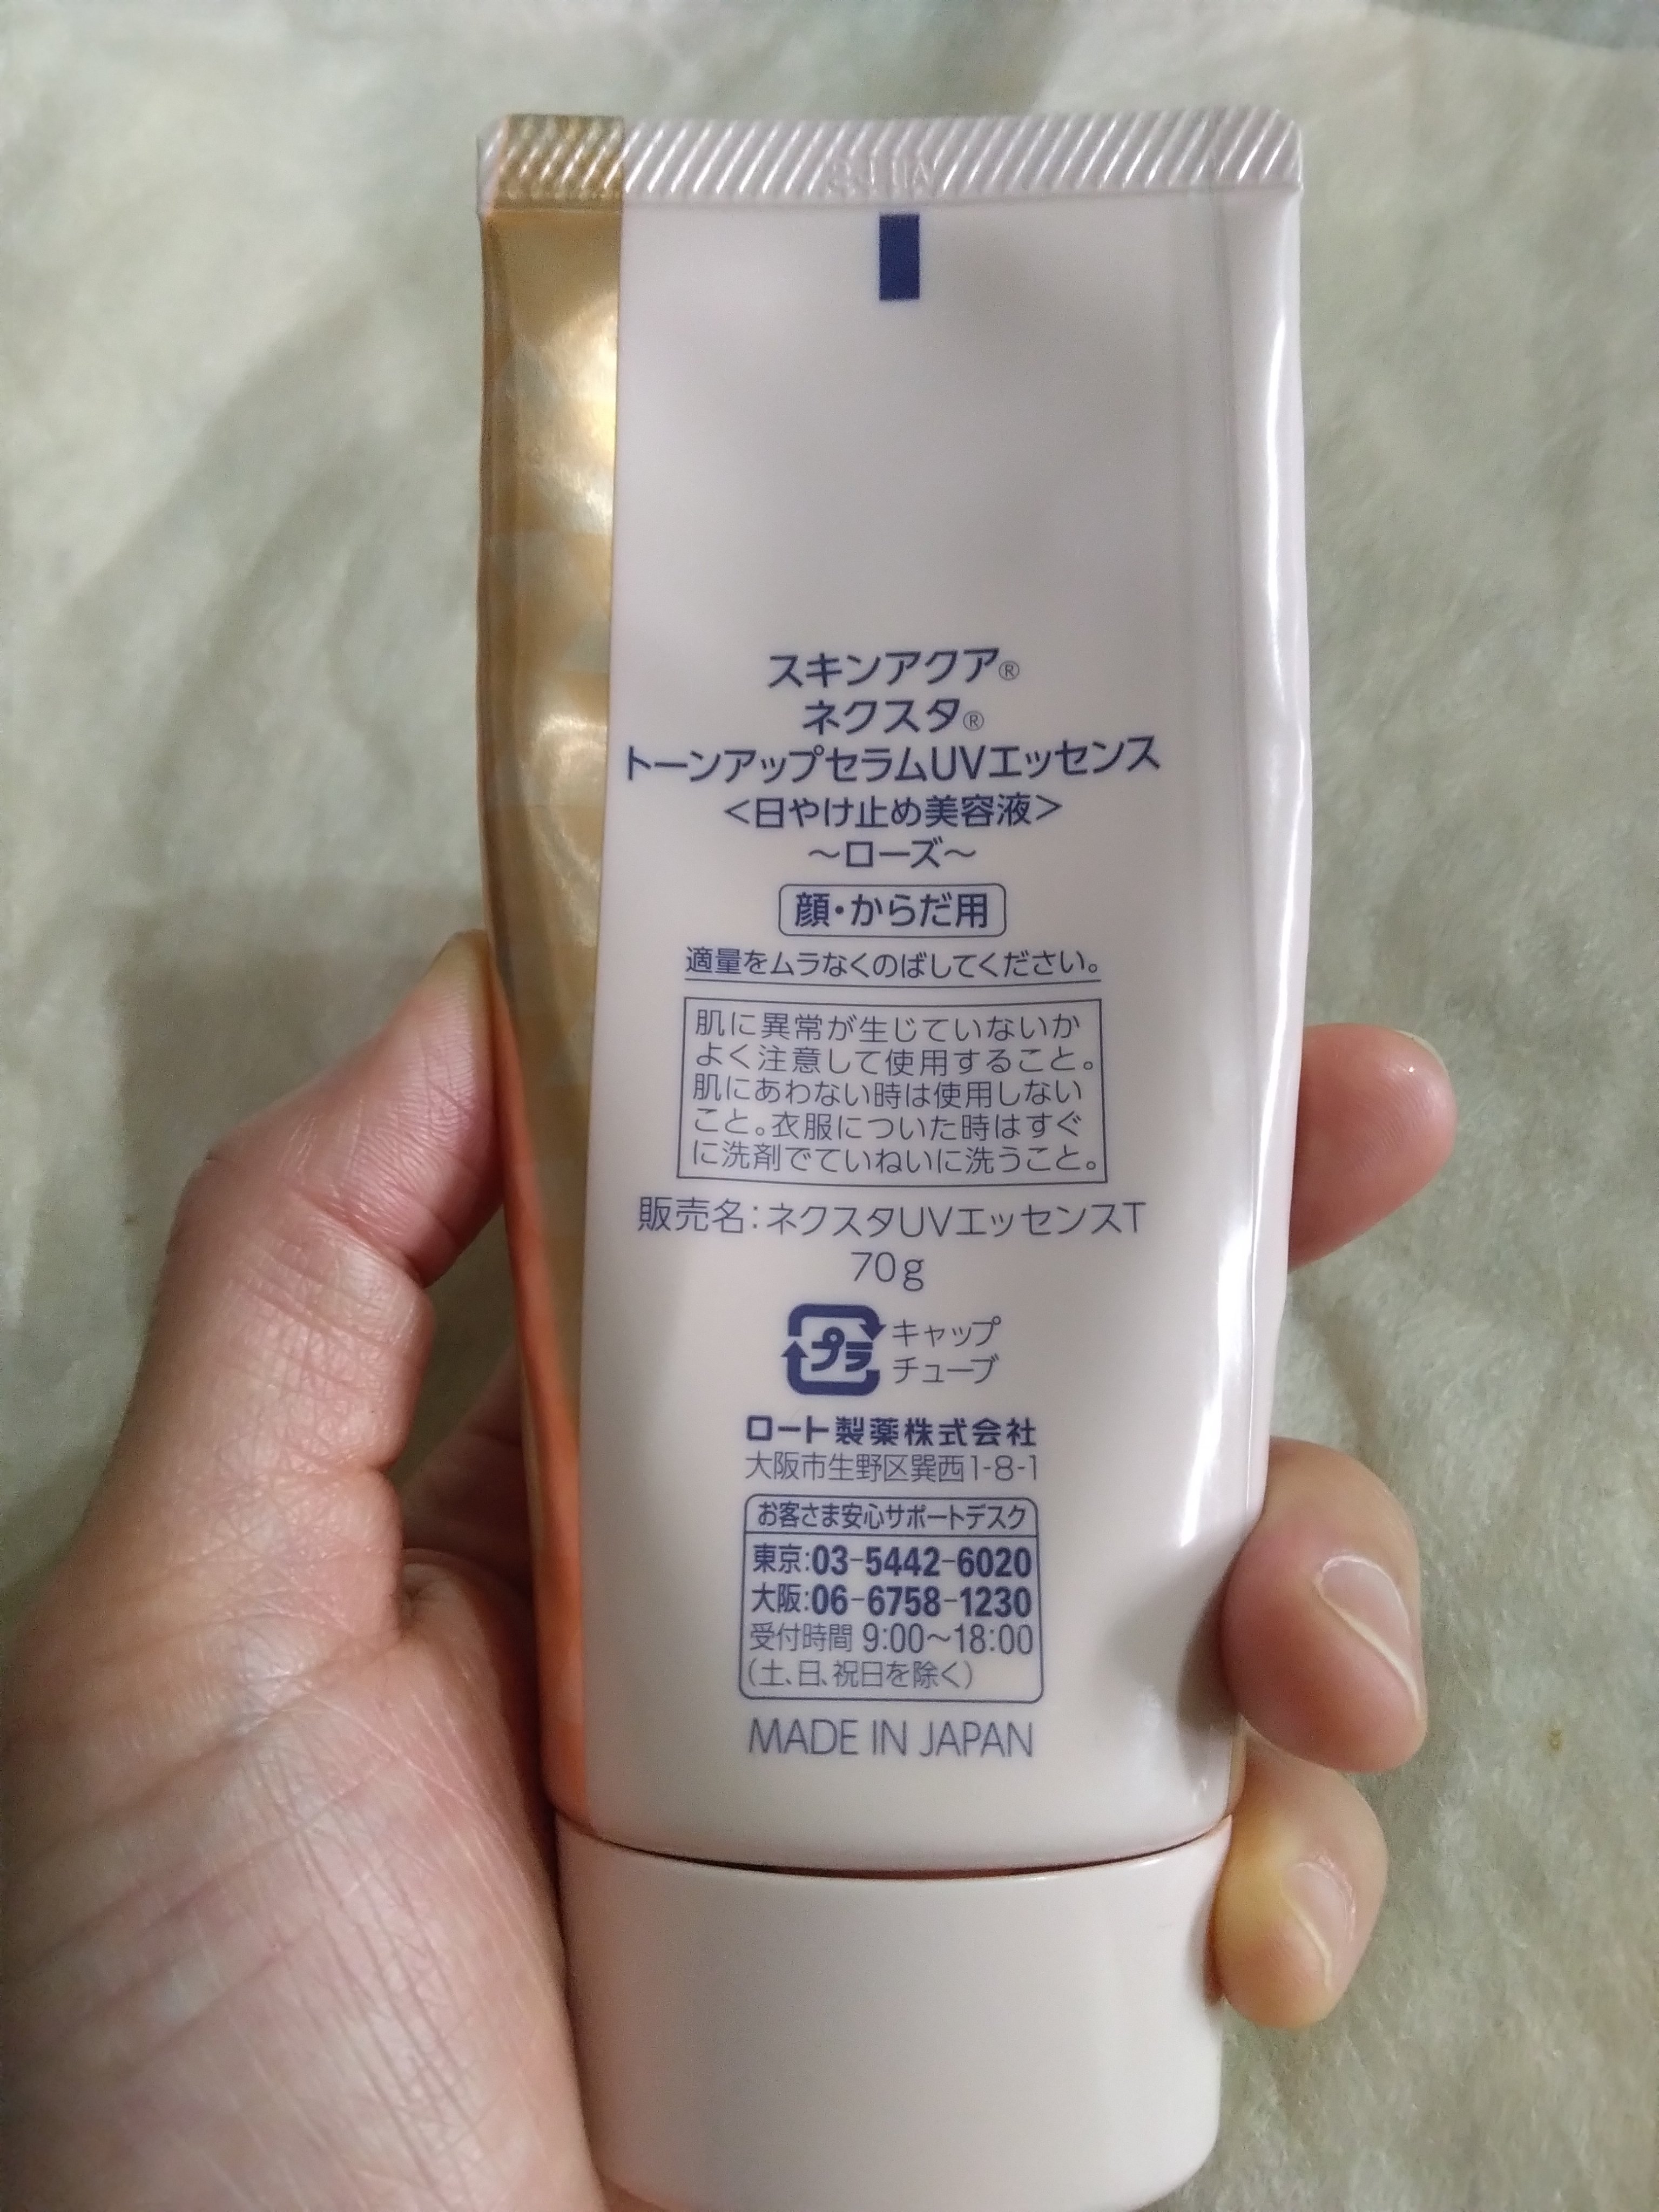 スキンアクア®
ネクスタ®
トーンアップセラムUVエッセンス
<日やけ止め美容液>
～ローズ～
顔・からだ用
適量をムラなくのばしてください。
肌に異常が生じていないか
よく注意して使用すること。
肌にあわない時は使用しない
こと。衣服についた時はすぐ
に洗剤でていねいに洗うこと。
販売名:ネクスタUVエッセンスT
70g
プラ キャップ
チューブ
ロート製薬株式会社
大阪市生野区巽西1-8-1
お客さま安心サポートデスク
東京:03-5442-6020
大阪:06-6758-1230
受付時間 9:00～18:00
(土、日、祝日を除く)
MADE IN JAPAN